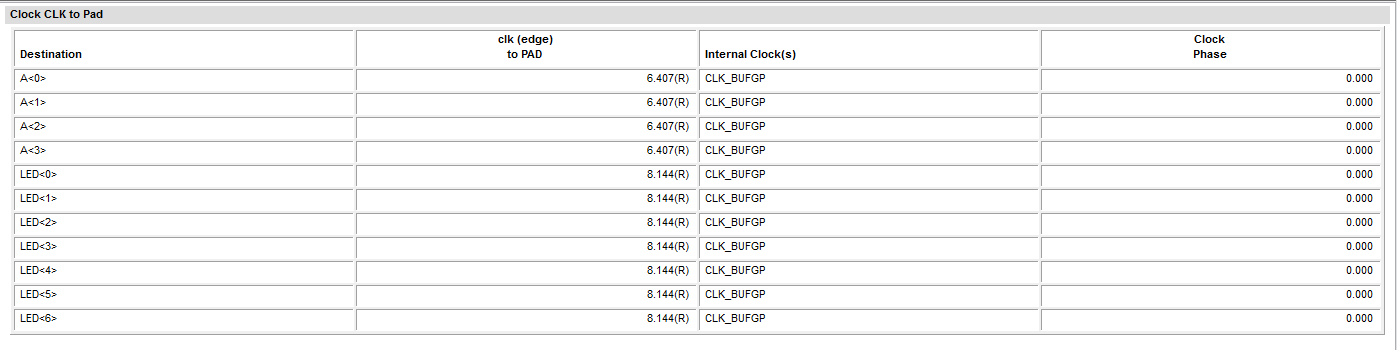 Clock CLK to Pad
Destination clk (edge) to PAD Internal Clock(s) Clock Phase
A<0> 6.407(R) CLK_BUFGP 0.000
A<1> 6.407(R) CLK_BUFGP 0.000
A<2> 6.407(R) CLK_BUFGP 0.000
A<3> 6.407(R) CLK_BUFGP 0.000
LED<0> 8.144(R) CLK_BUFGP 0.000
LED<1> 8.144(R) CLK_BUFGP 0.000
LED<2> 8.144(R) CLK_BUFGP 0.000
LED<3> 8.144(R) CLK_BUFGP 0.000
LED<4> 8.144(R) CLK_BUFGP 0.000
LED<5> 8.144(R) CLK_BUFGP 0.000
LED<6> 8.144(R) CLK_BUFGP 0.000